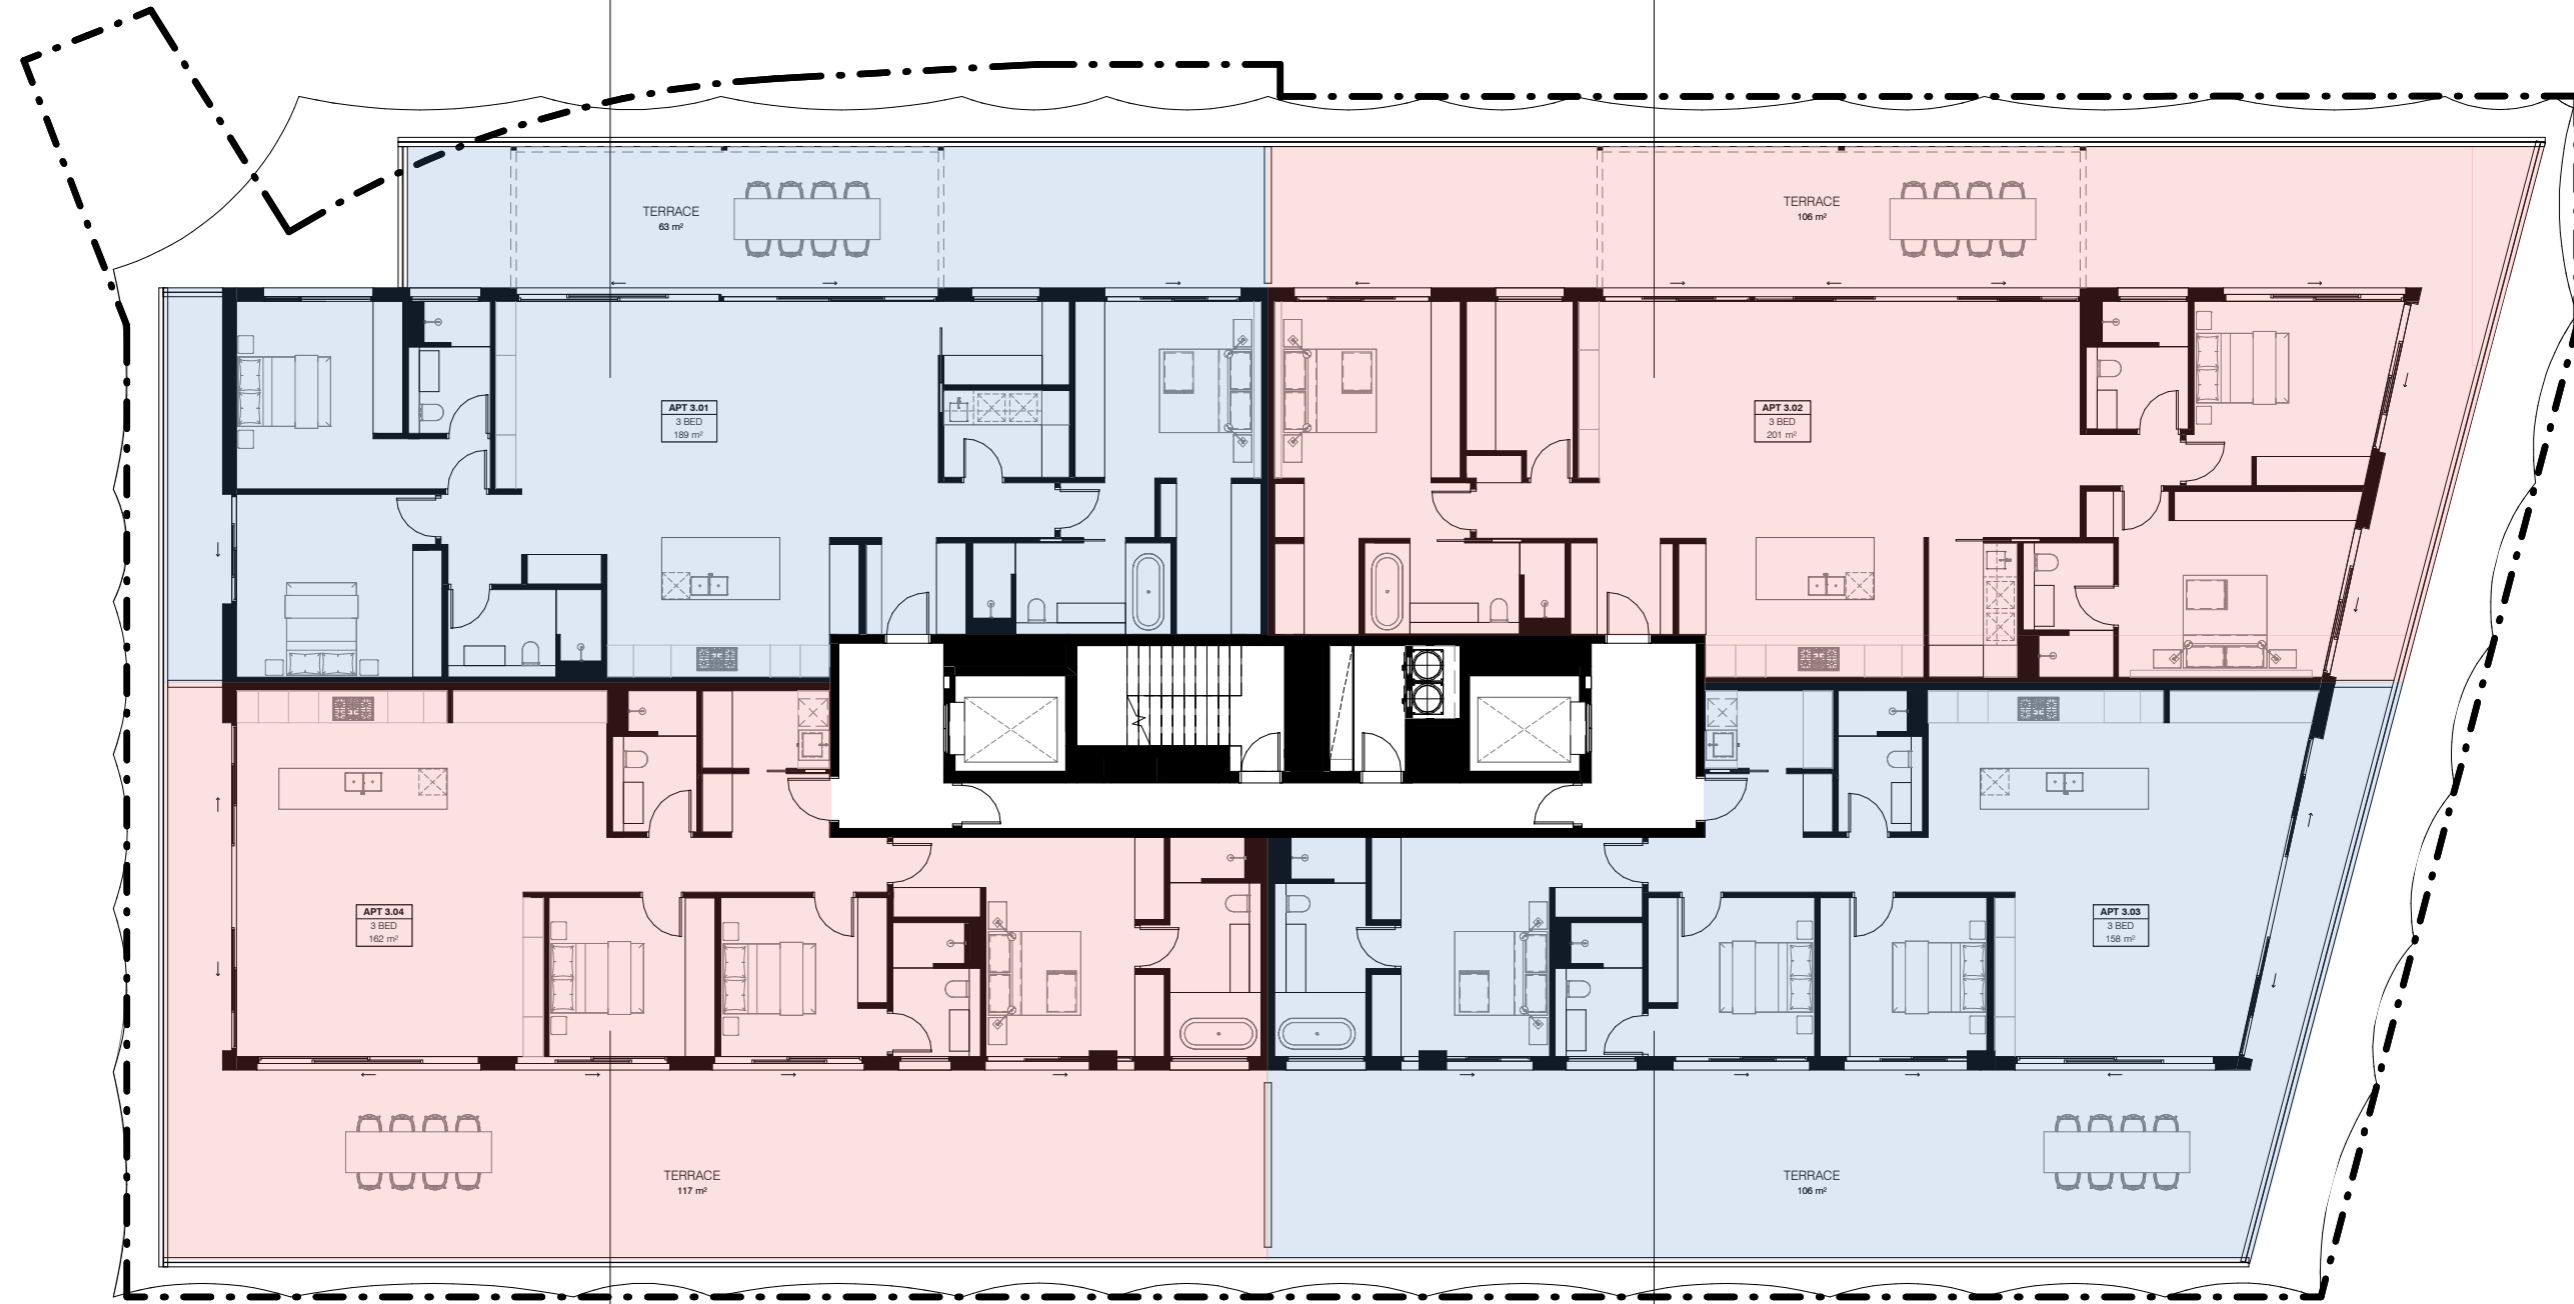 TERRACE
63 m²
TERRACE
106 m²
APT 3.01
3 BED
189 m²
APT 3.02
3 BED
201 m²
APT 3.04
3 BED
162 m²
APT 3.03
3 BED
158 m²
TERRACE
117 m²
TERRACE
106 m²